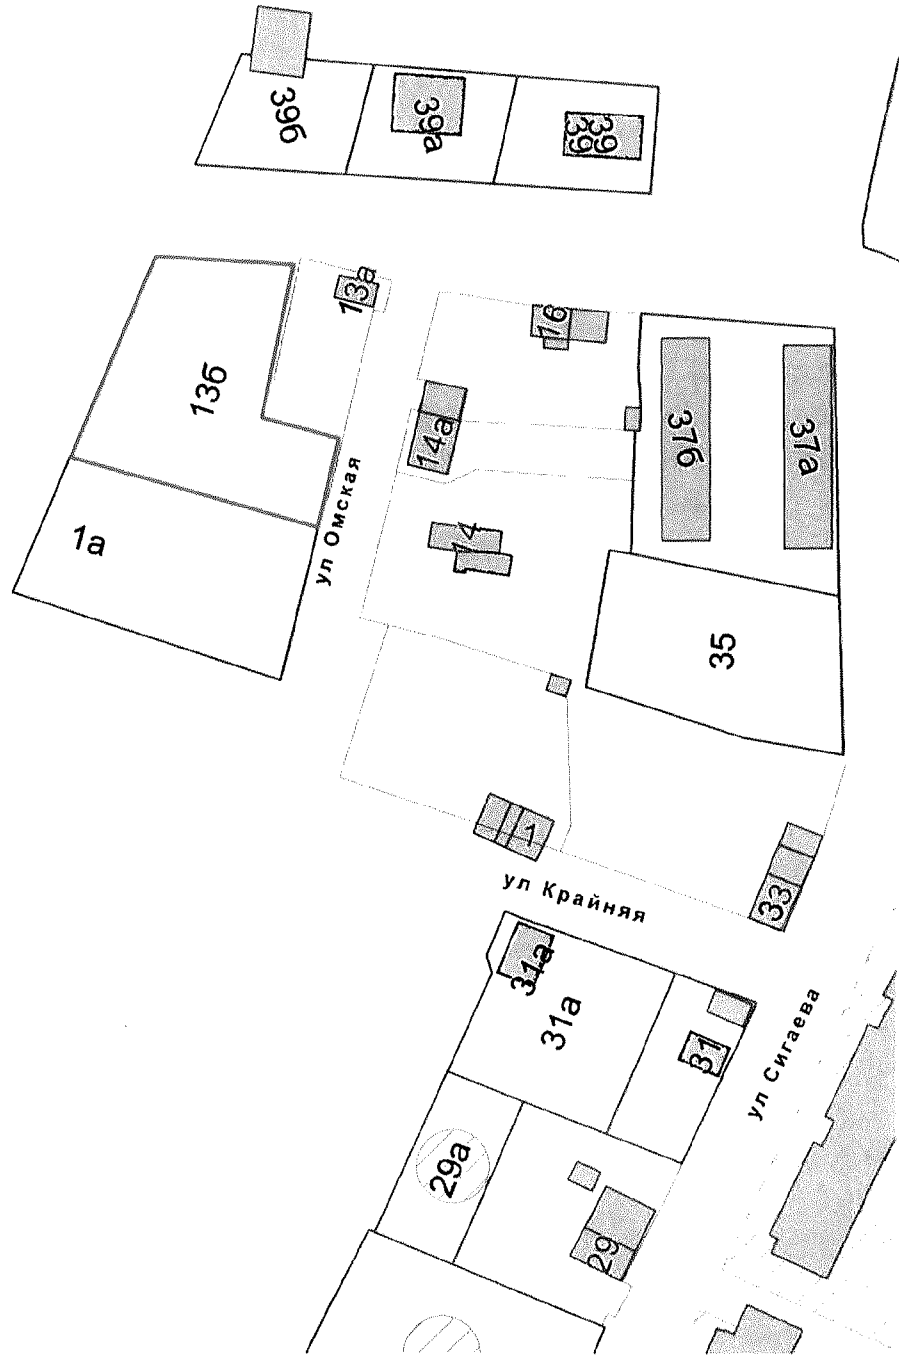 39б
39а
39
39
13а
16
13б
14а
37б
37а
ул Омская
1а
14
35
1
ул Крайняя
33
31а
31а
31
ул Сигаева
29а
29